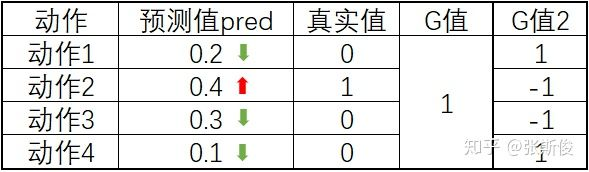 动作 预测值pred 真实值 G值 G值2
动作1 0.2 0 1
动作2 0.4 1 1 -1
动作3 0.3 0 -1
动作4 0.1 0 1
知乎 @张斯俊